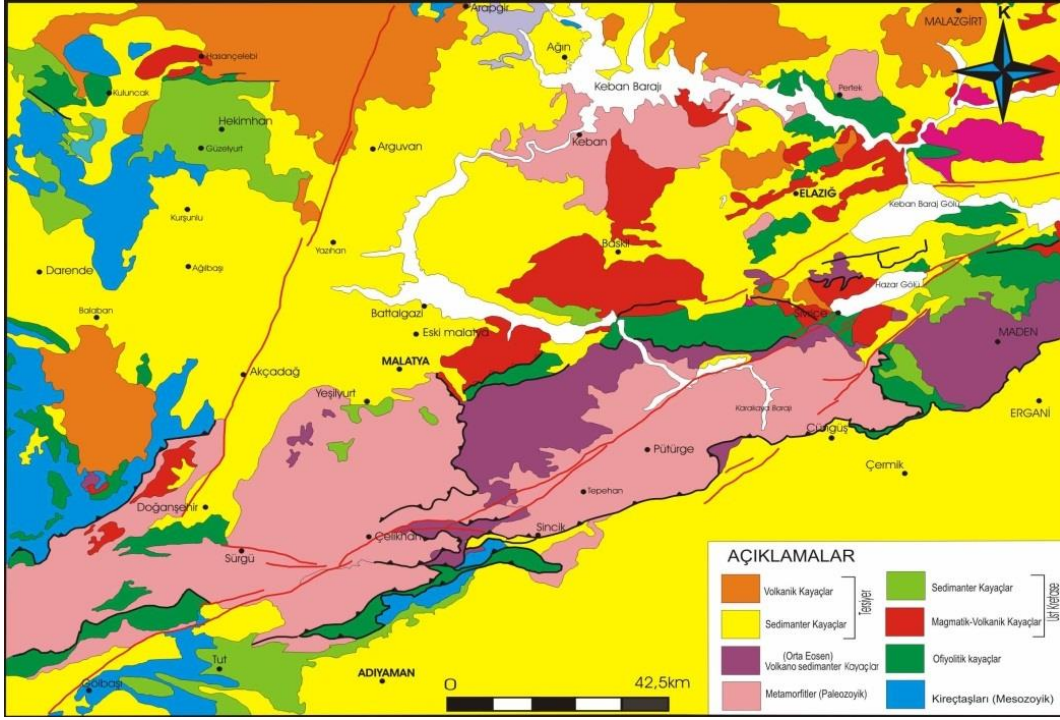 Arapgir
MALAZGİRT
K
Ağın
Hasançelebi
Keban Barajı
Kuluncak
Pertek
Hekimhan
Keban
Güzelyurt
Arguvan
ELAZIĞ
Kurşunlu
Keban Baraj Gölü
Yazıhan
Baskil
Darende
Ağılbaşı
Hazar Gölü
Balaban
Battalgazi
Sivrice
Eski malatya
MADEN
MALATYA
Akçadağ
Yeşilyurt
Karakaya Barajı
ERGANİ
Çüngüş
Pütürge
Çermik
Tepehan
Doğanşehir
Çelikhan
Sincik
Sürgü
Tut
ADIYAMAN
Gölbaşı
O
42,5km
AÇIKLAMALAR
Volkanik Kayaçlar
Sedimanter Kayaçlar
Tersiyer
(Orta Eosen)
Volkano sedimanter Kayaçlar
Metamorfitler (Paleozoyik)
Sedimanter Kayaçlar
Magmatik-Volkanik Kayaçlar
Üst Kretase
Ofiyolitik kayaçlar
Kireçtaşları (Mesozoyik)